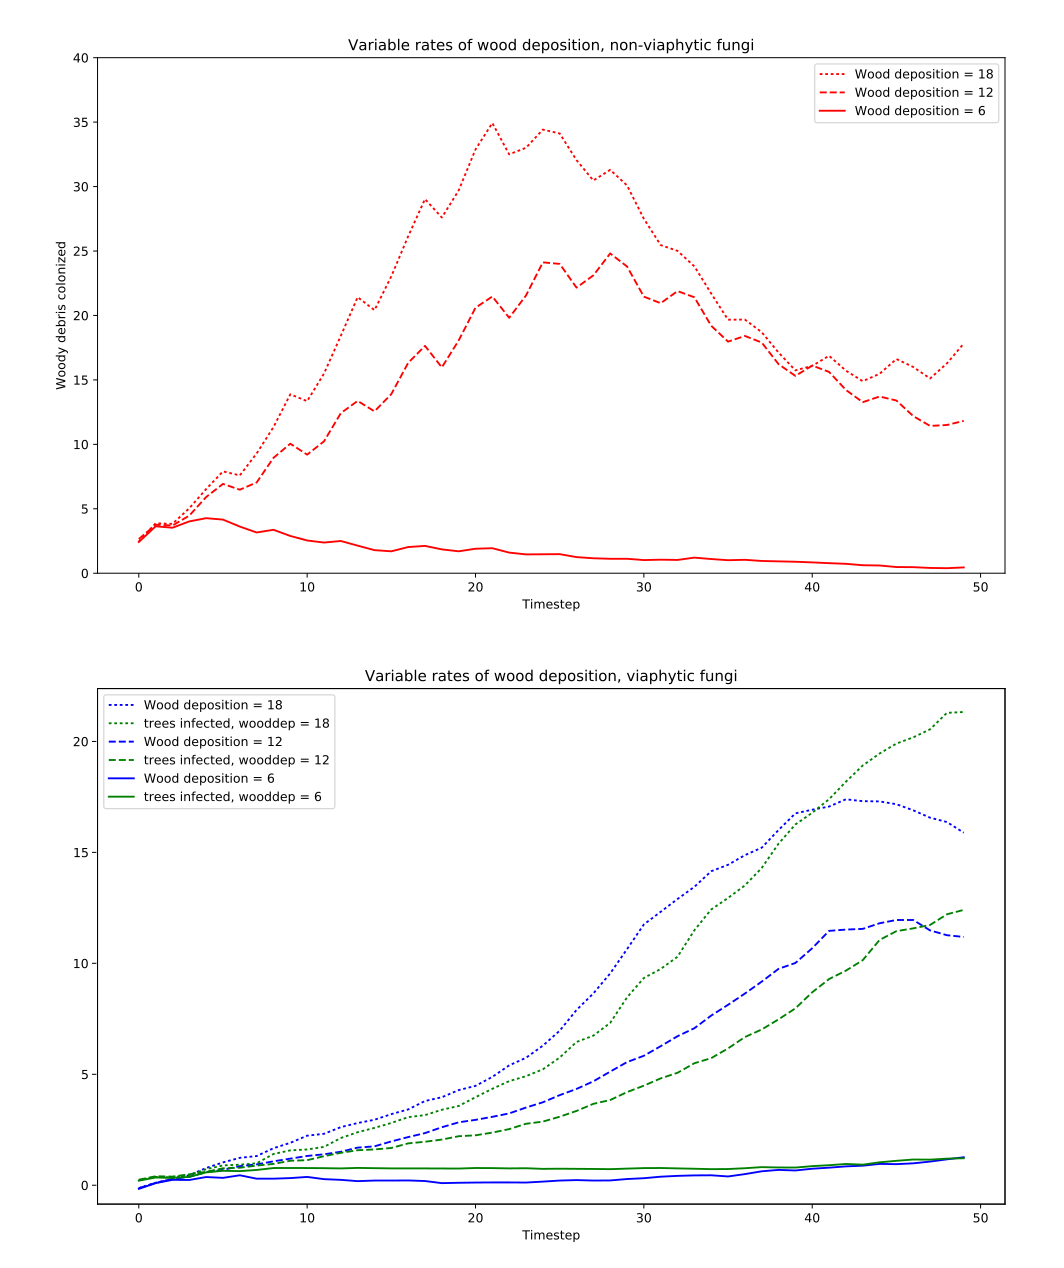 Variable rates of wood deposition, non-viaphytic fungi
40
35
30
25
20
15
10
5
0
Woody debris colonized
Wood deposition = 18
Wood deposition = 12
Wood deposition = 6
0 10 20 30 40 50
Timestep
Variable rates of wood deposition, viaphytic fungi
Wood deposition = 18
trees infected, wooddep = 18
Wood deposition = 12
trees infected, wooddep = 12
Wood deposition = 6
trees infected, wooddep = 6
20
15
10
5
0
0 10 20 30 40 50
Timestep